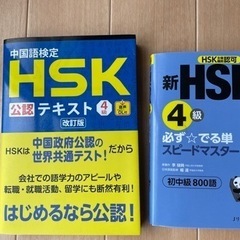 中国語検定
HSK
公認
テキスト
4級
改訂版
HSKは
中国政府公認の
世界共通テスト!
だから
会社での語学力のアピールや
転職・就職活動、留学にも断然有利!
はじめるなら公認!
HSK認可
新HSK
4級
必ず☆でる単
スピードマスター
初中級800語